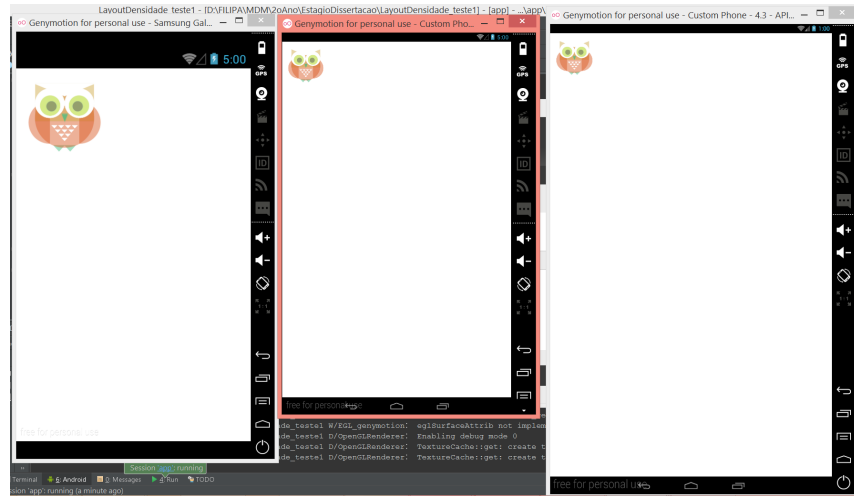 LayoutDensidade_teste1 - [D:\FILIPA\MDM\2oAno\EstagioDissertacao\LayoutDensidade_teste1] - [app] - ...\app\
Genymotion for personal use - Samsung Gal...
5:00
GPS
ID
free for personal use
Genymotion for personal use - Custom Pho...
5:00
GPS
ID
1:1
free for personal use
Genymotion for personal use - Custom Phone - 4.3 - API...
1:00
GPS
ID
1:1
free for personal use
de_teste1 W/EGL_genymotion: eglSurfaceAttrib not implem
de_teste1 D/OpenGLRenderer: Enabling debug mode 0
de_teste1 D/OpenGLRenderer: TextureCache::get: create t
de_teste1 D/OpenGLRenderer: TextureCache::get: create t
Session 'app': running
Terminal 6: Android 0: Messages 4: Run TODO
ssion 'app': running (a minute ago)